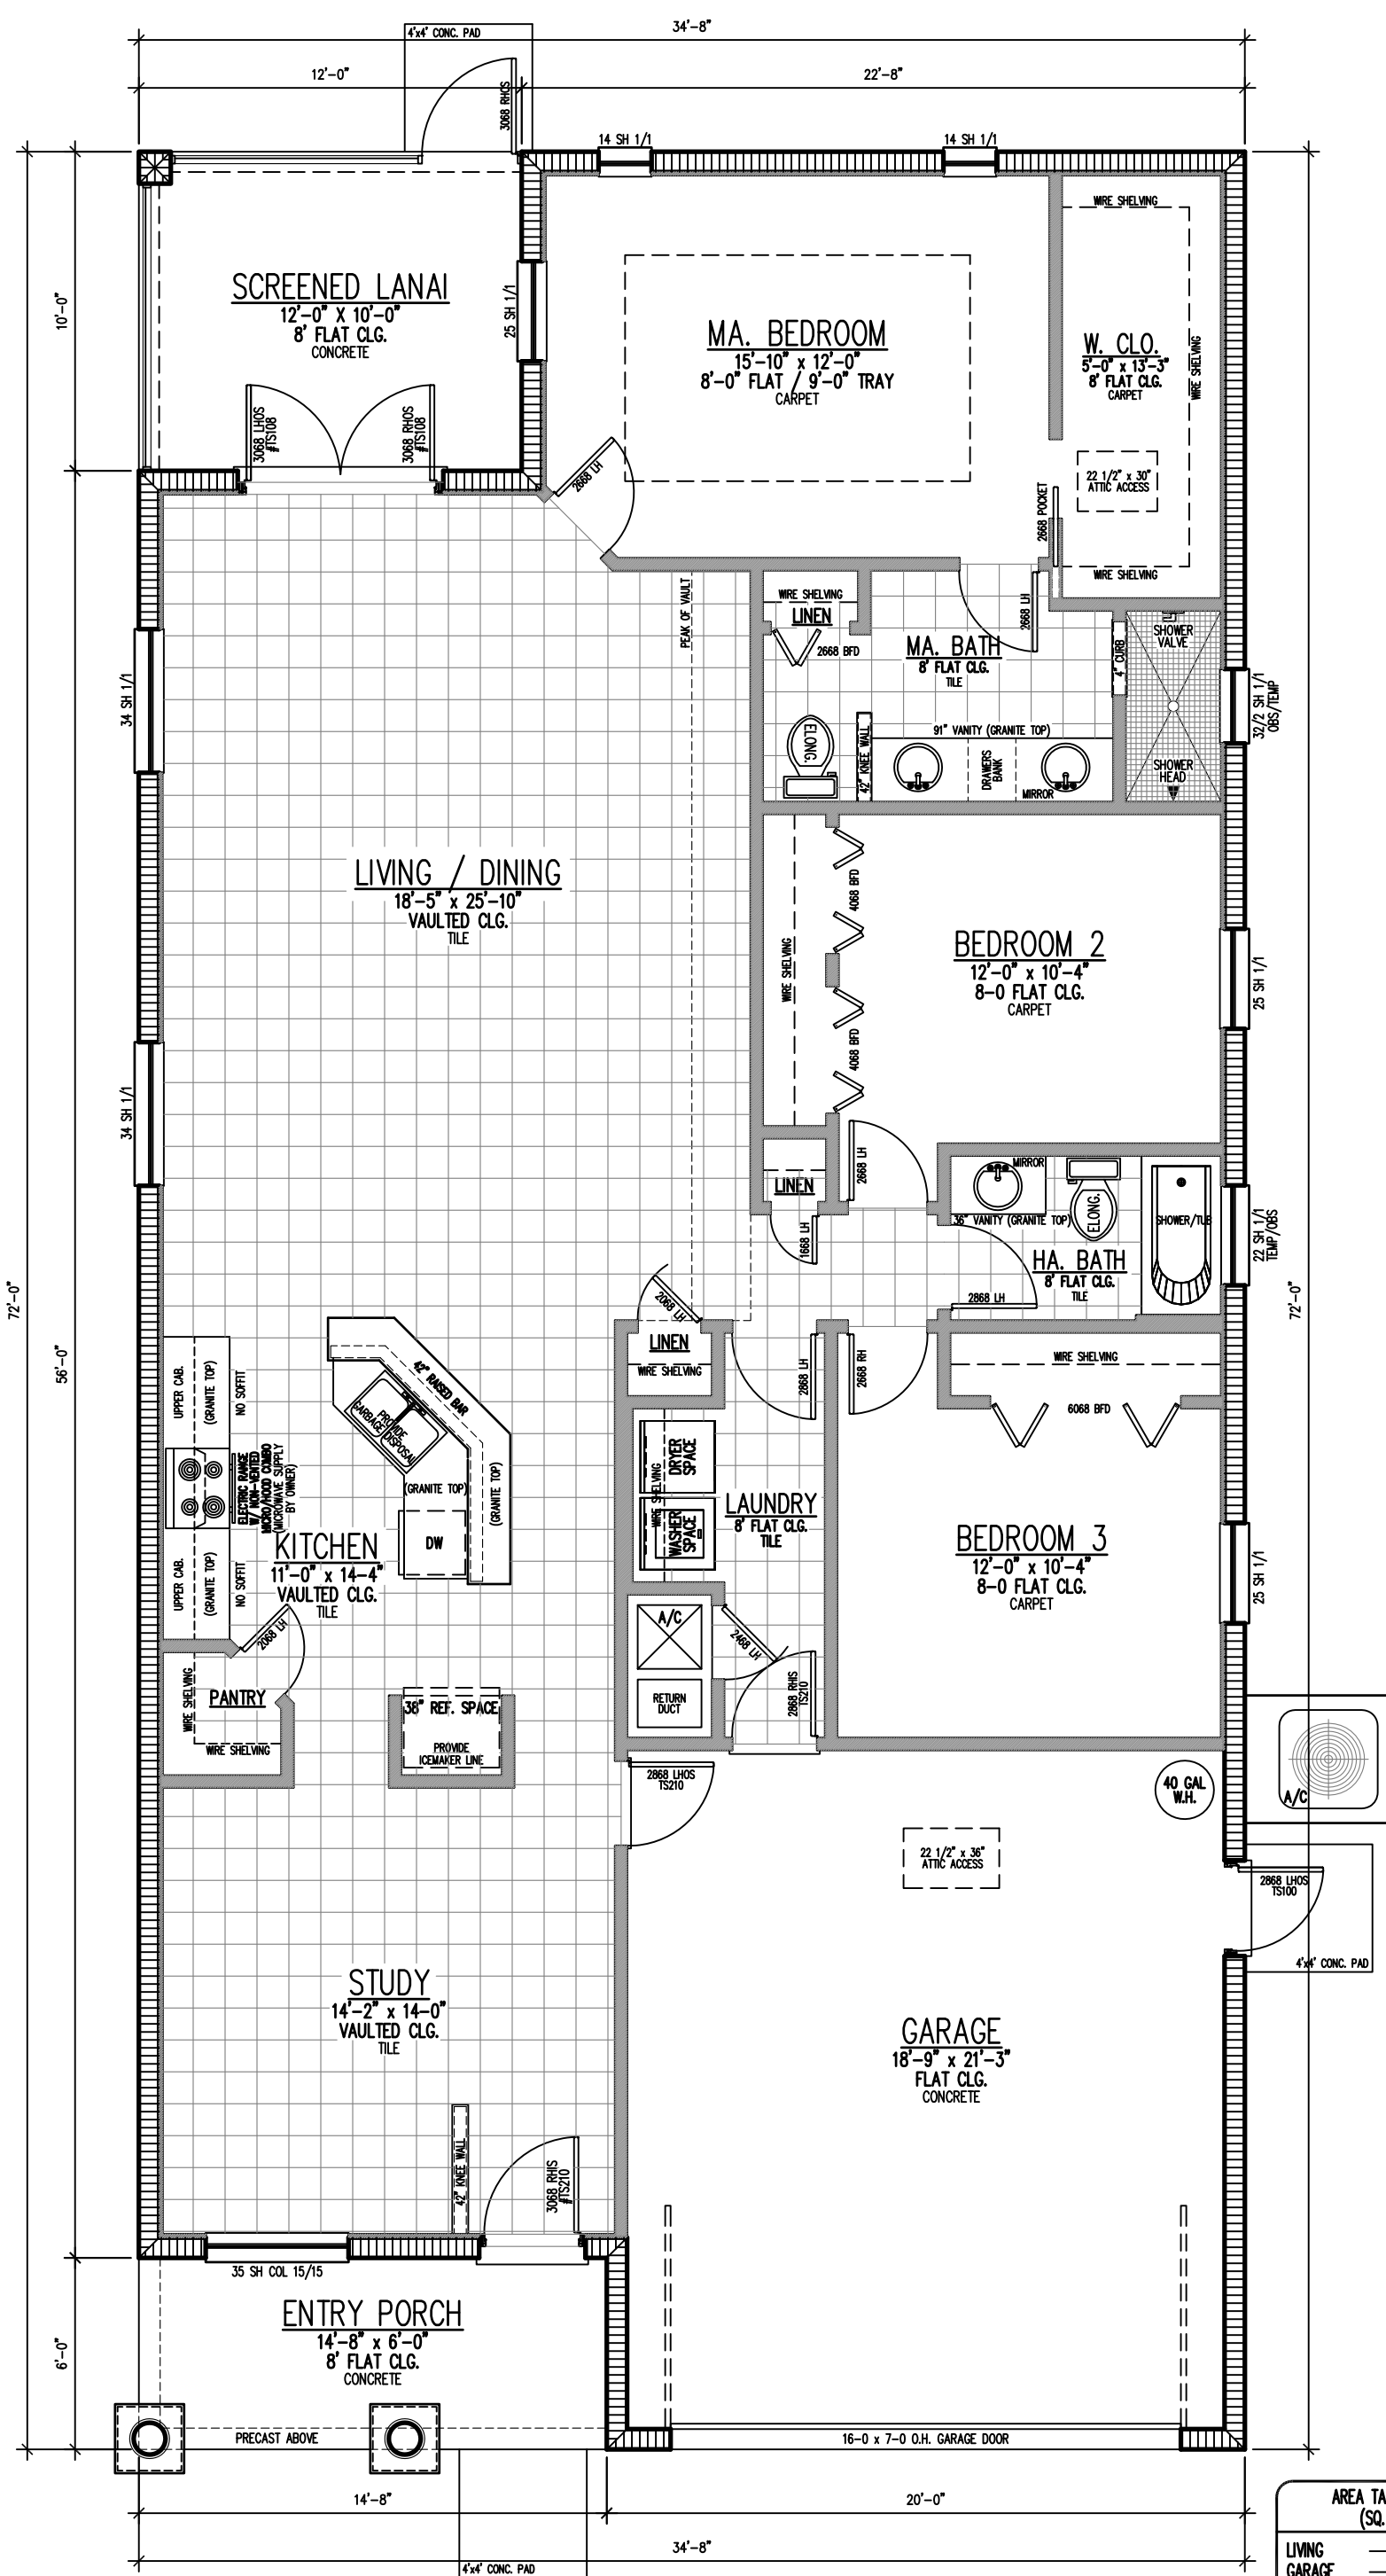 34'-8"
4'x4' CONC. PAD
12'-0"
22'-8"
3068 RHOS
14 SH 1/1
14 SH 1/1
WIRE SHELVING
SCREENED LANAI
12'-0" X 10'-0"
8' FLAT CLG.
CONCRETE
10'-0"
25 SH 1/1
MA. BEDROOM
15'-10" x 12'-0"
8'-0" FLAT / 9'-0" TRAY
CARPET
W. CLO.
5'-0" x 13'-3"
8' FLAT CLG.
CARPET
WIRE SHELVING
3068 LHOS
#TS108
3068 RHOS
#TS108
2668 LH
22 1/2" x 30"
ATTIC ACCESS
2668 POCKET
WIRE SHELVING
PEAK OF VAULT
WIRE SHELVING
LINEN
2668 BFD
2668 LH
MA. BATH
8' FLAT CLG.
TILE
4" CURB
SHOWER
VALVE
34 SH 1/1
32/2 SH 1/1
OBS/TEMP
ELONG.
42" KNEE WALL
91" VANITY (GRANITE TOP)
DRAWERS
BANK
MIRROR
SHOWER
HEAD
LIVING / DINING
18'-5" x 25'-10"
VAULTED CLG.
TILE
4068 BFD
WIRE SHELVING
BEDROOM 2
12'-0" x 10'-4"
8-0 FLAT CLG.
CARPET
25 SH 1/1
4068 BFD
34 SH 1/1
2668 LH
LINEN
1668 LH
MIRROR
36" VANITY (GRANITE TOP)
ELONG.
SHOWER/TUB
22 SH 1/1
TEMP/OBS
HA. BATH
8' FLAT CLG.
TILE
2868 LH
72'-0"
72'-0"
56'-0"
2068 LH
LINEN
WIRE SHELVING
2868 LH
2668 RH
WIRE SHELVING
6068 BFD
UPPER CAB.
(GRANITE TOP)
NO SOFFIT
42" RAISED BAR
PROVIDE
GARBAGE DISPOSAL
ELECTRIC RANGE
W/ NON-VENTED
MICRO/HOOD COMBO
(MICROWAVE SUPPLY
BY OWNER)
(GRANITE TOP)
(GRANITE TOP)
DW
DRYER
SPACE
WIRE SHELVING
WASHER
SPACE
LAUNDRY
8' FLAT CLG.
TILE
KITCHEN
11'-0" x 14-4"
VAULTED CLG.
TILE
UPPER CAB.
(GRANITE TOP)
NO SOFFIT
BEDROOM 3
12'-0" x 10'-4"
8-0 FLAT CLG.
CARPET
25 SH 1/1
2068 LH
A/C
2468 LH
RETURN
DUCT
2868 RHIS
TS210
PANTRY
WIRE SHELVING
WIRE SHELVING
38" REF. SPACE
PROVIDE
ICEMAKER LINE
2868 LHOS
TS210
40 GAL
W.H.
A/C
22 1/2" x 36"
ATTIC ACCESS
2868 LHOS
TS100
4'x4' CONC. PAD
STUDY
14'-2" x 14-0"
VAULTED CLG.
TILE
GARAGE
18'-9" x 21'-3"
FLAT CLG.
CONCRETE
42" KNEE WALL
3068 RHIS
#TS210
35 SH COL 15/15
ENTRY PORCH
14'-8" x 6'-0"
8' FLAT CLG.
CONCRETE
6'-0"
PRECAST ABOVE
16-0 x 7-0 O.H. GARAGE DOOR
14'-8"
20'-0"
34'-8"
4'x4' CONC. PAD
AREA TA
(SQ.
LIVING
GARAGE